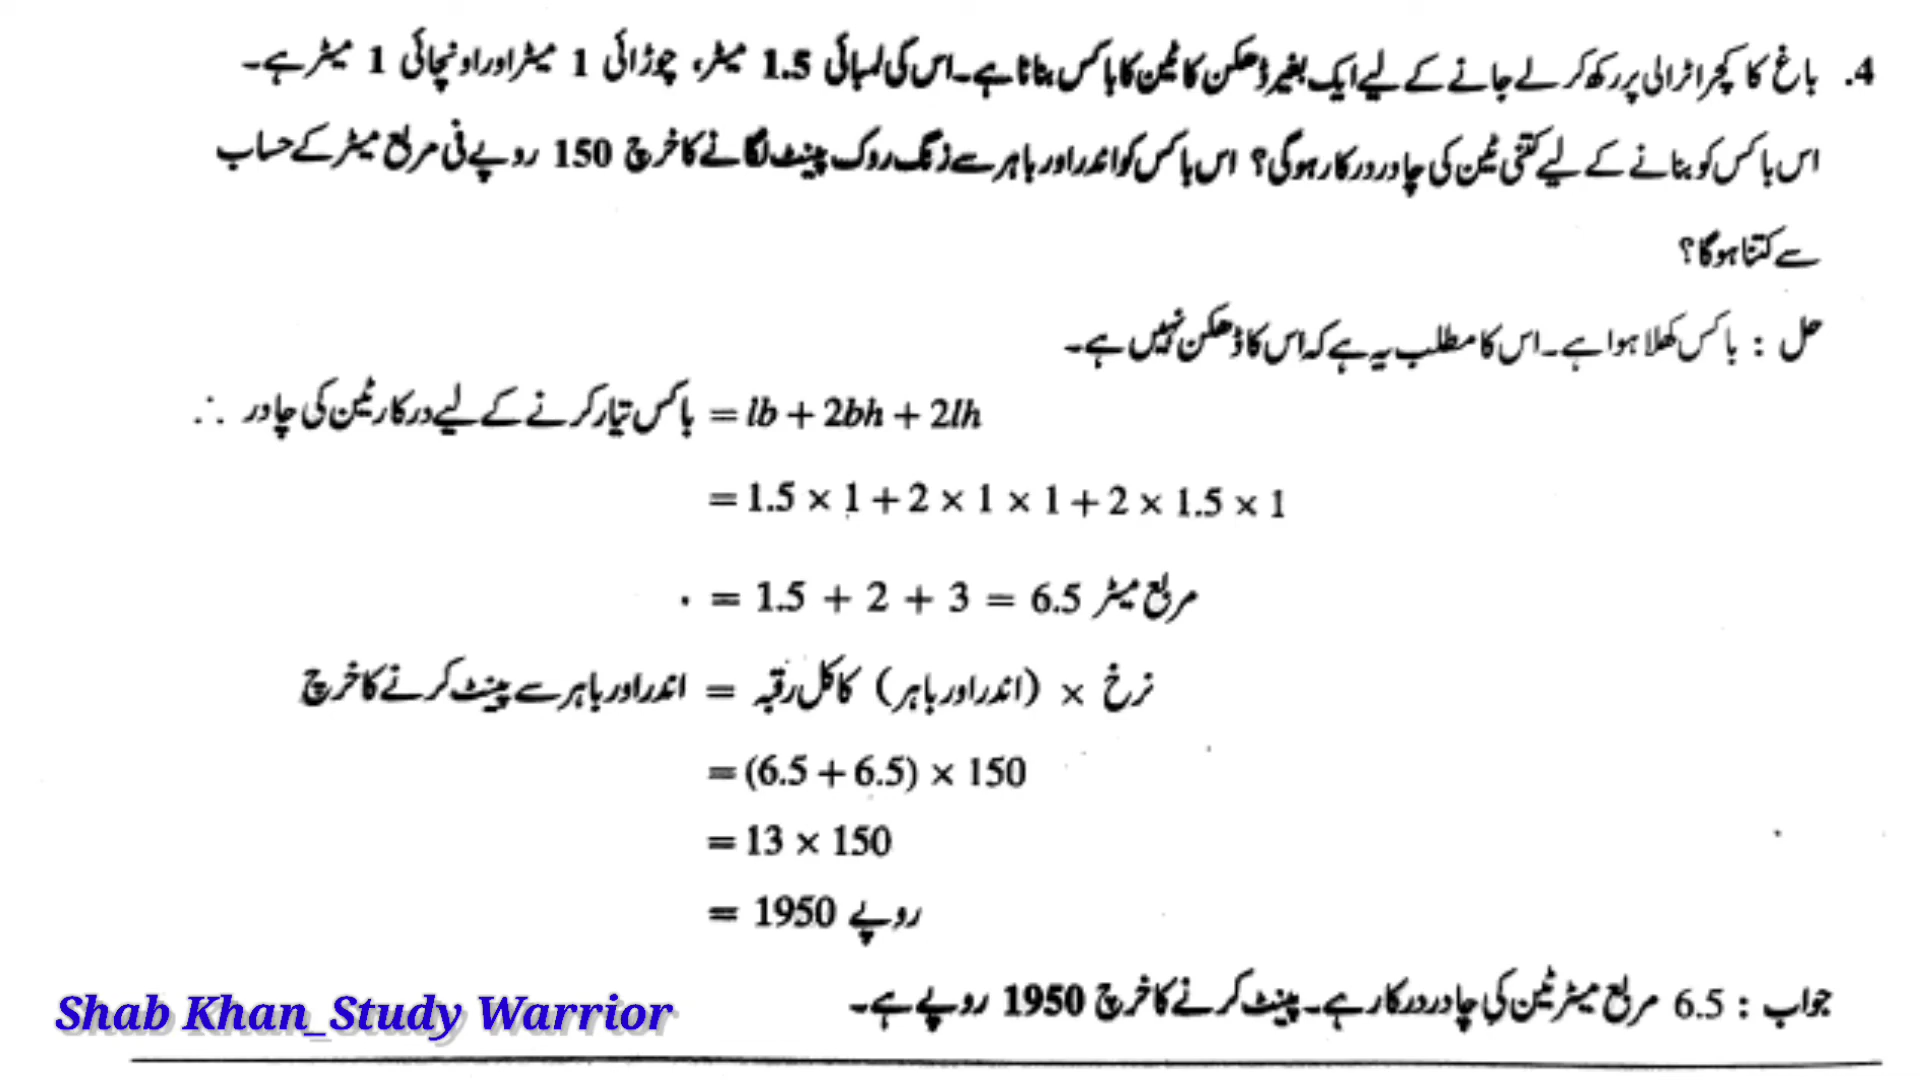 4. باغ کا کچرا ٹرالی پر رکھ کر لے جانے کے لیے ایک بغیر ڈھکن کا ٹین کا باکس بنانا ہے۔ اس کی لمبائی 1.5 میٹر، چوڑائی 1 میٹر اور اونچائی 1 میٹر ہے۔
اس باکس کو بنانے کے لیے کتنی ٹین کی چادر درکار ہوگی؟ اس باکس کو اندر اور باہر سے زنگ روک پینٹ لگانے کا خرچ 150 روپے فی مربع میٹر کے حساب
سے کتنا ہوگا؟
حل : باکس کھلا ہوا ہے۔ اس کا مطلب یہ ہے کہ اس کا ڈھکن نہیں ہے۔
∴ باکس تیار کرنے کے لیے درکار ٹین کی چادر = lb + 2bh + 2lh
= 1.5 × 1 + 2 × 1 × 1 + 2 × 1.5 × 1
= 1.5 + 2 + 3 = 6.5 مربع میٹر
اندر اور باہر سے پینٹ کرنے کا خرچ = کا کل رقبہ (اندر اور باہر) × نرخ
= (6.5 + 6.5) × 150
= 13 × 150
= 1950 روپے
جواب : 6.5 مربع میٹر ٹین کی چادر درکار ہے۔ پینٹ کرنے کا خرچ 1950 روپے ہے۔
Shab Khan_Study Warrior